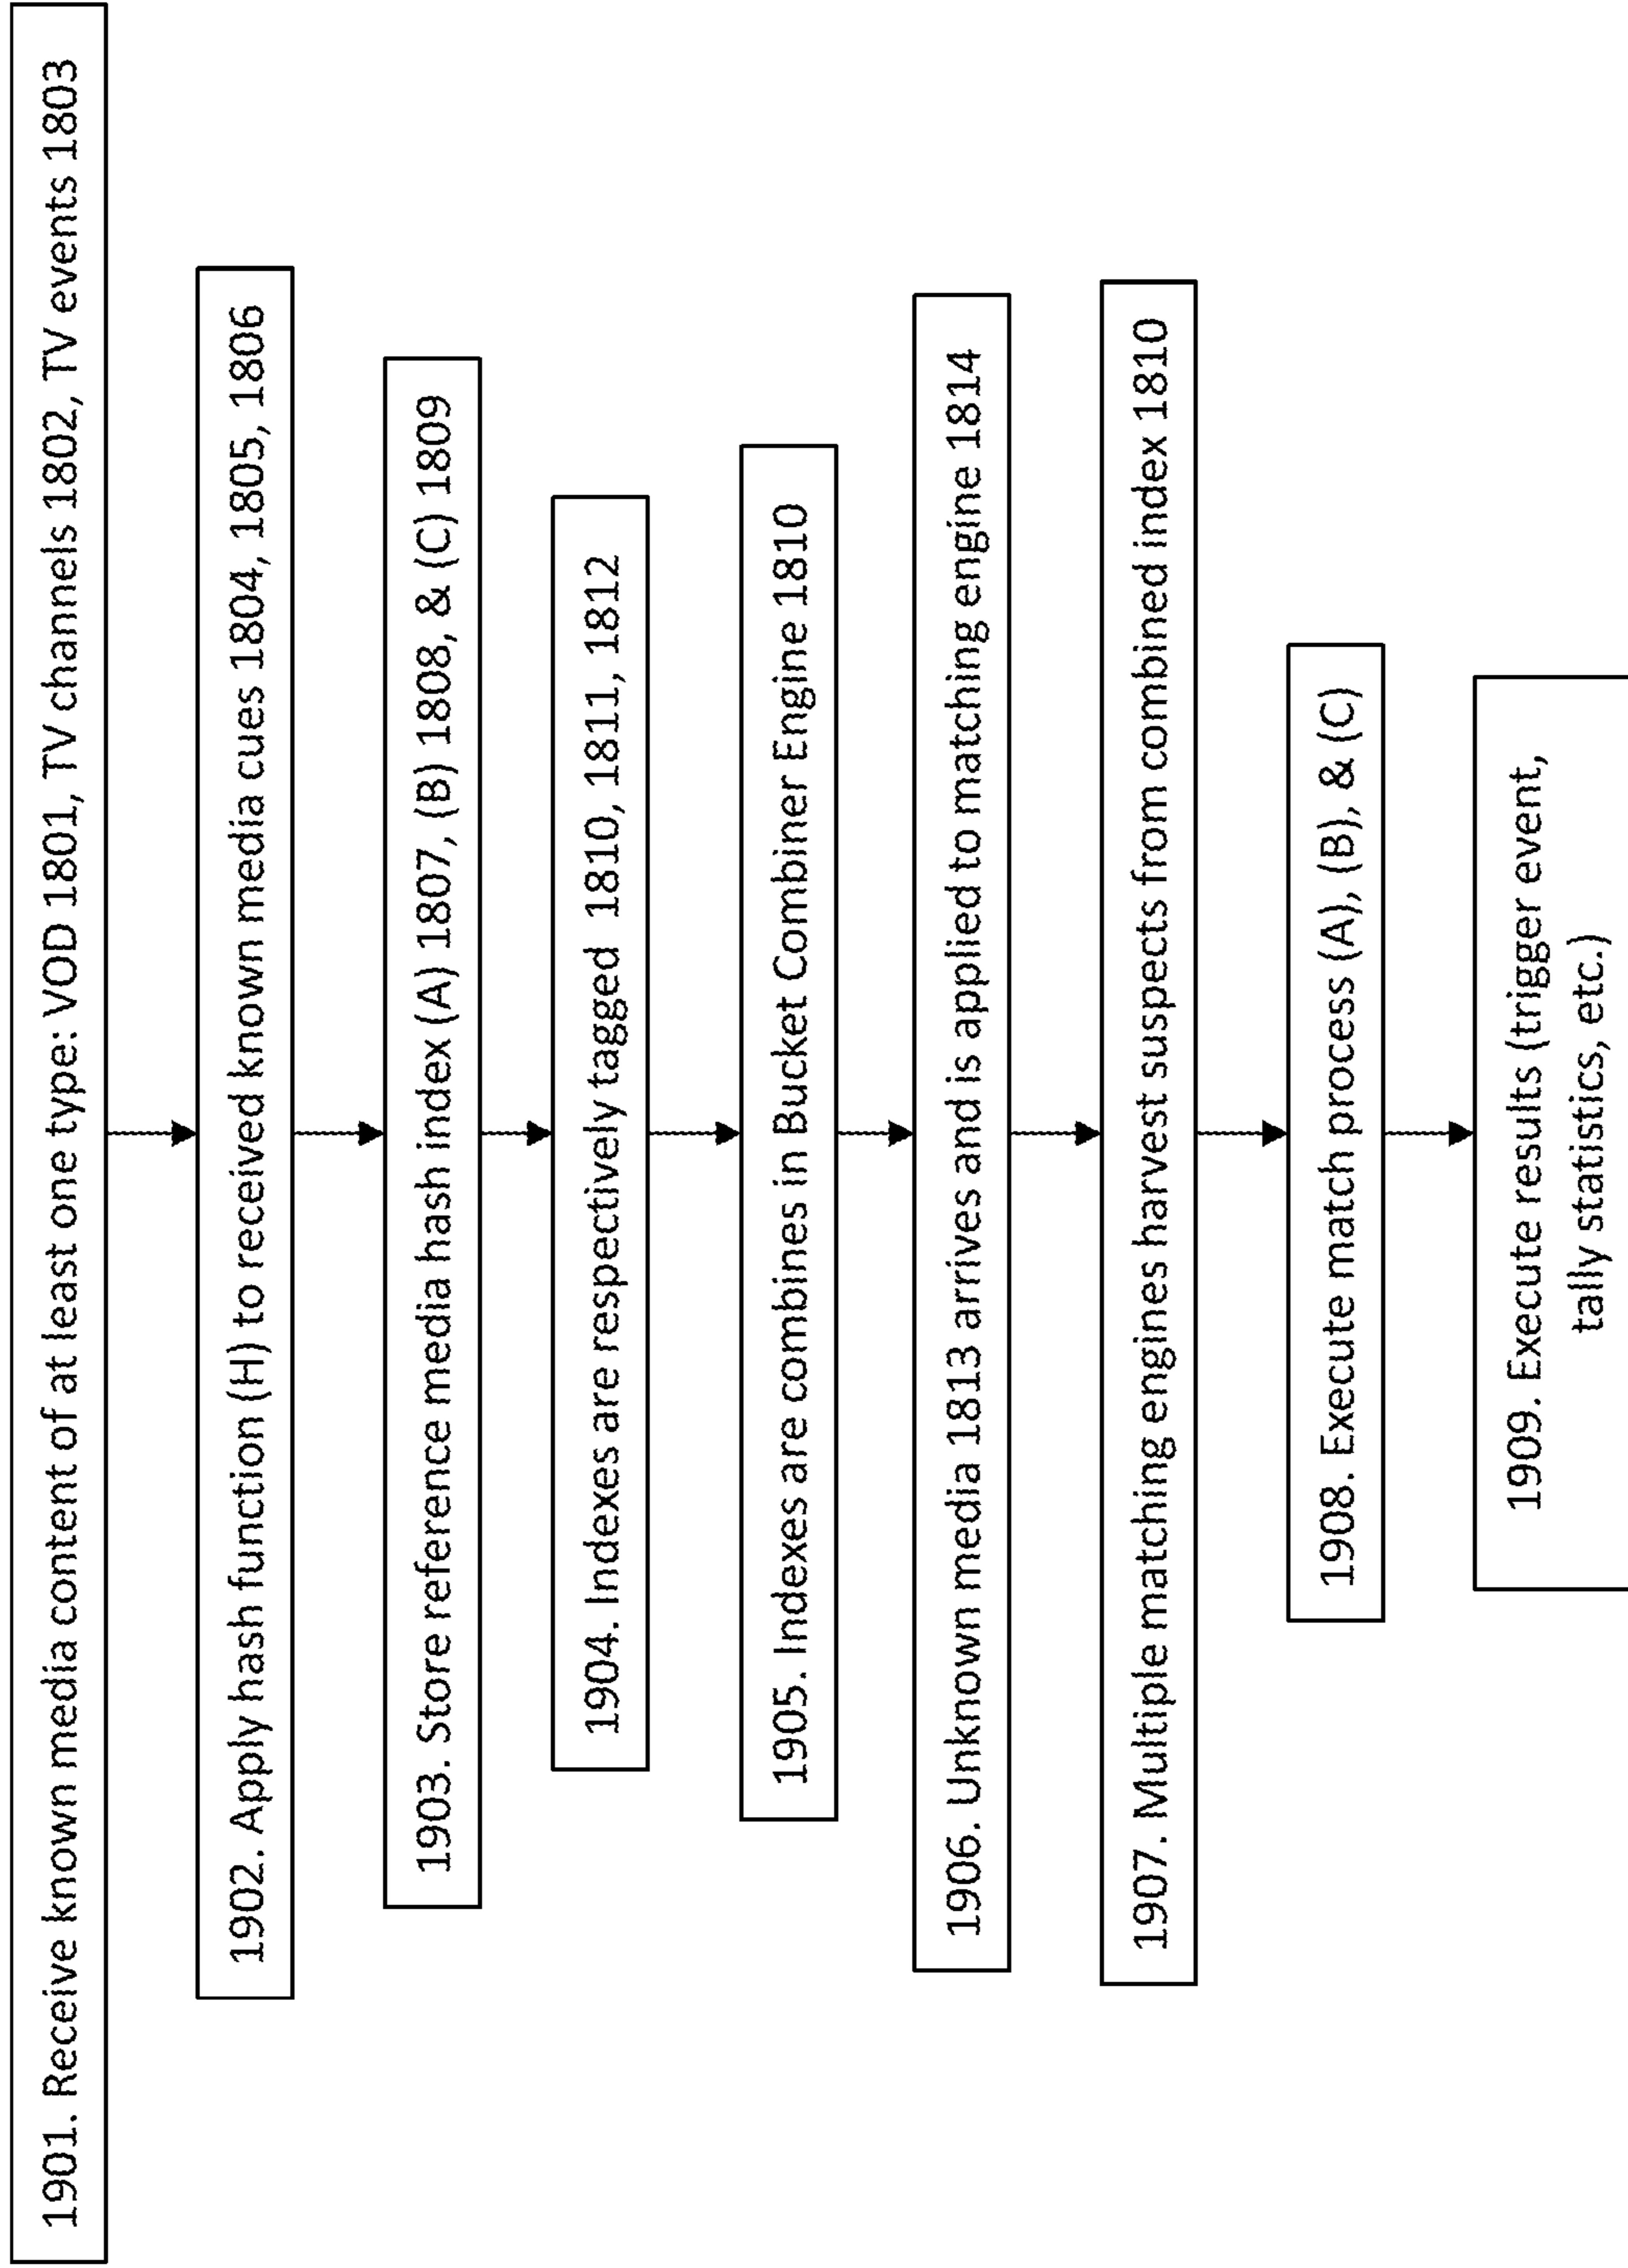 1901. Receive known media content of at least one type: VOD 1801, TV channels 1802, TV events 1803
1902. Apply hash function (H) to received known media cues 1804, 1805, 1806
1903. Store reference media hash index (A) 1807, (B) 1808, & (C) 1809
1904. Indexes are respectively tagged 1810, 1811, 1812
1905. Indexes are combines in Bucket Combiner Engine 1810
1906. Unknown media 1813 arrives and is applied to matching engine 1814
1907. Multiple matching engines harvest suspects from combined index 1810
1908. Execute match process (A), (B), & (C)
1909. Execute results (trigger event,
tally statistics, etc.)